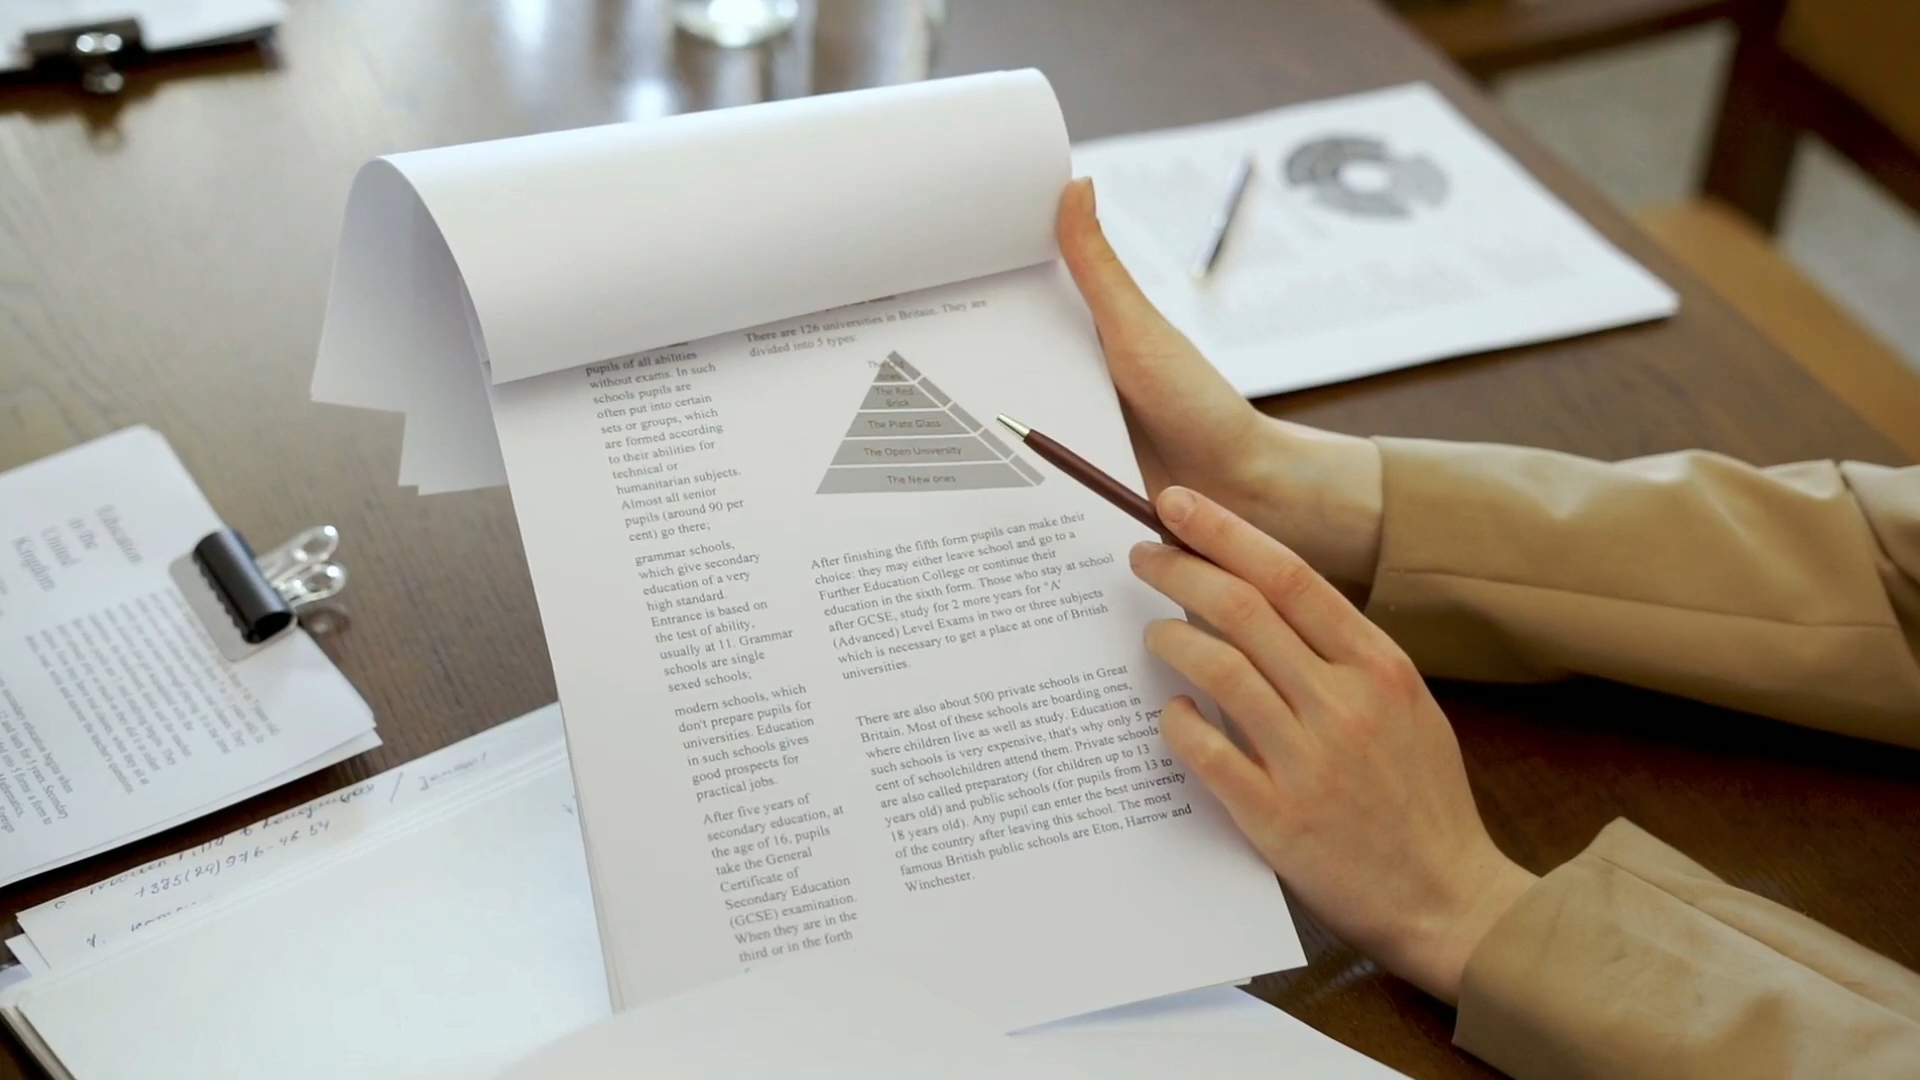 pupils of all abilities
without exams. In such
schools pupils are
often put into certain
sets or groups, which
are formed according
to their abilities for
technical or
humanitarian subjects.
Almost all senior
pupils (around 90 per
cent) go there;
grammar schools,
which give secondary
education of a very
high standard.
Entrance is based on
the test of ability,
usually at 11. Grammar
schools are single
sexed schools;
modern schools, which
don't prepare pupils for
universities. Education
in such schools gives
good prospects for
practical jobs.
After five years of
secondary education, at
the age of 16, pupils
take the General
Certificate of
Secondary Education
(GCSE) examination.
When they are in the
third or in the forth
There are 126 universities in Britain. They are
divided into 5 types:
The Old
ones
The Red
Brick
The Plate Glass
The Open University
The New ones
After finishing the fifth form pupils can make their
choice: they may either leave school and go to a
Further Education College or continue their
education in the sixth form. Those who stay at school
after GCSE, study for 2 more years for "A'
(Advanced) Level Exams in two or three subjects
which is necessary to get a place at one of British
universities.
There are also about 500 private schools in Great
Britain. Most of these schools are boarding ones,
where children live as well as study. Education in
such schools is very expensive, that's why only 5 per
cent of schoolchildren attend them. Private schools
are also called preparatory (for children up to 13
years old) and public schools (for pupils from 13 to
18 years old). Any pupil can enter the best university
of the country after leaving this school. The most
famous British public schools are Eton, Harrow and
Winchester.
Education
in The
United
Kingdom
+375(29)976-46 54